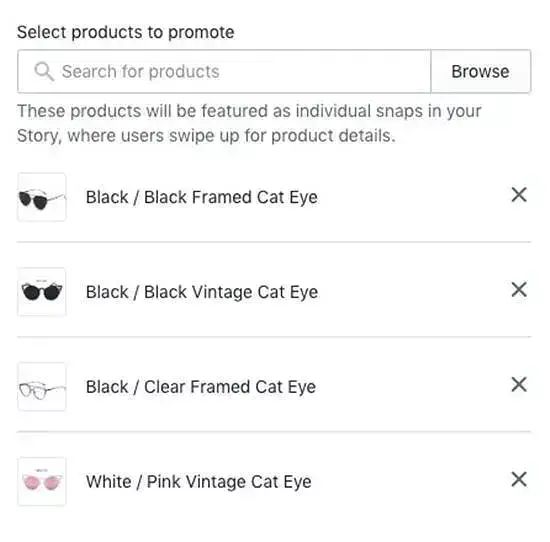 Select products to promote
Search for products
Browse
These products will be featured as individual snaps in your
Story, where users swipe up for product details.
Black / Black Framed Cat Eye
Black / Black Vintage Cat Eye
Black / Clear Framed Cat Eye
White / Pink Vintage Cat Eye